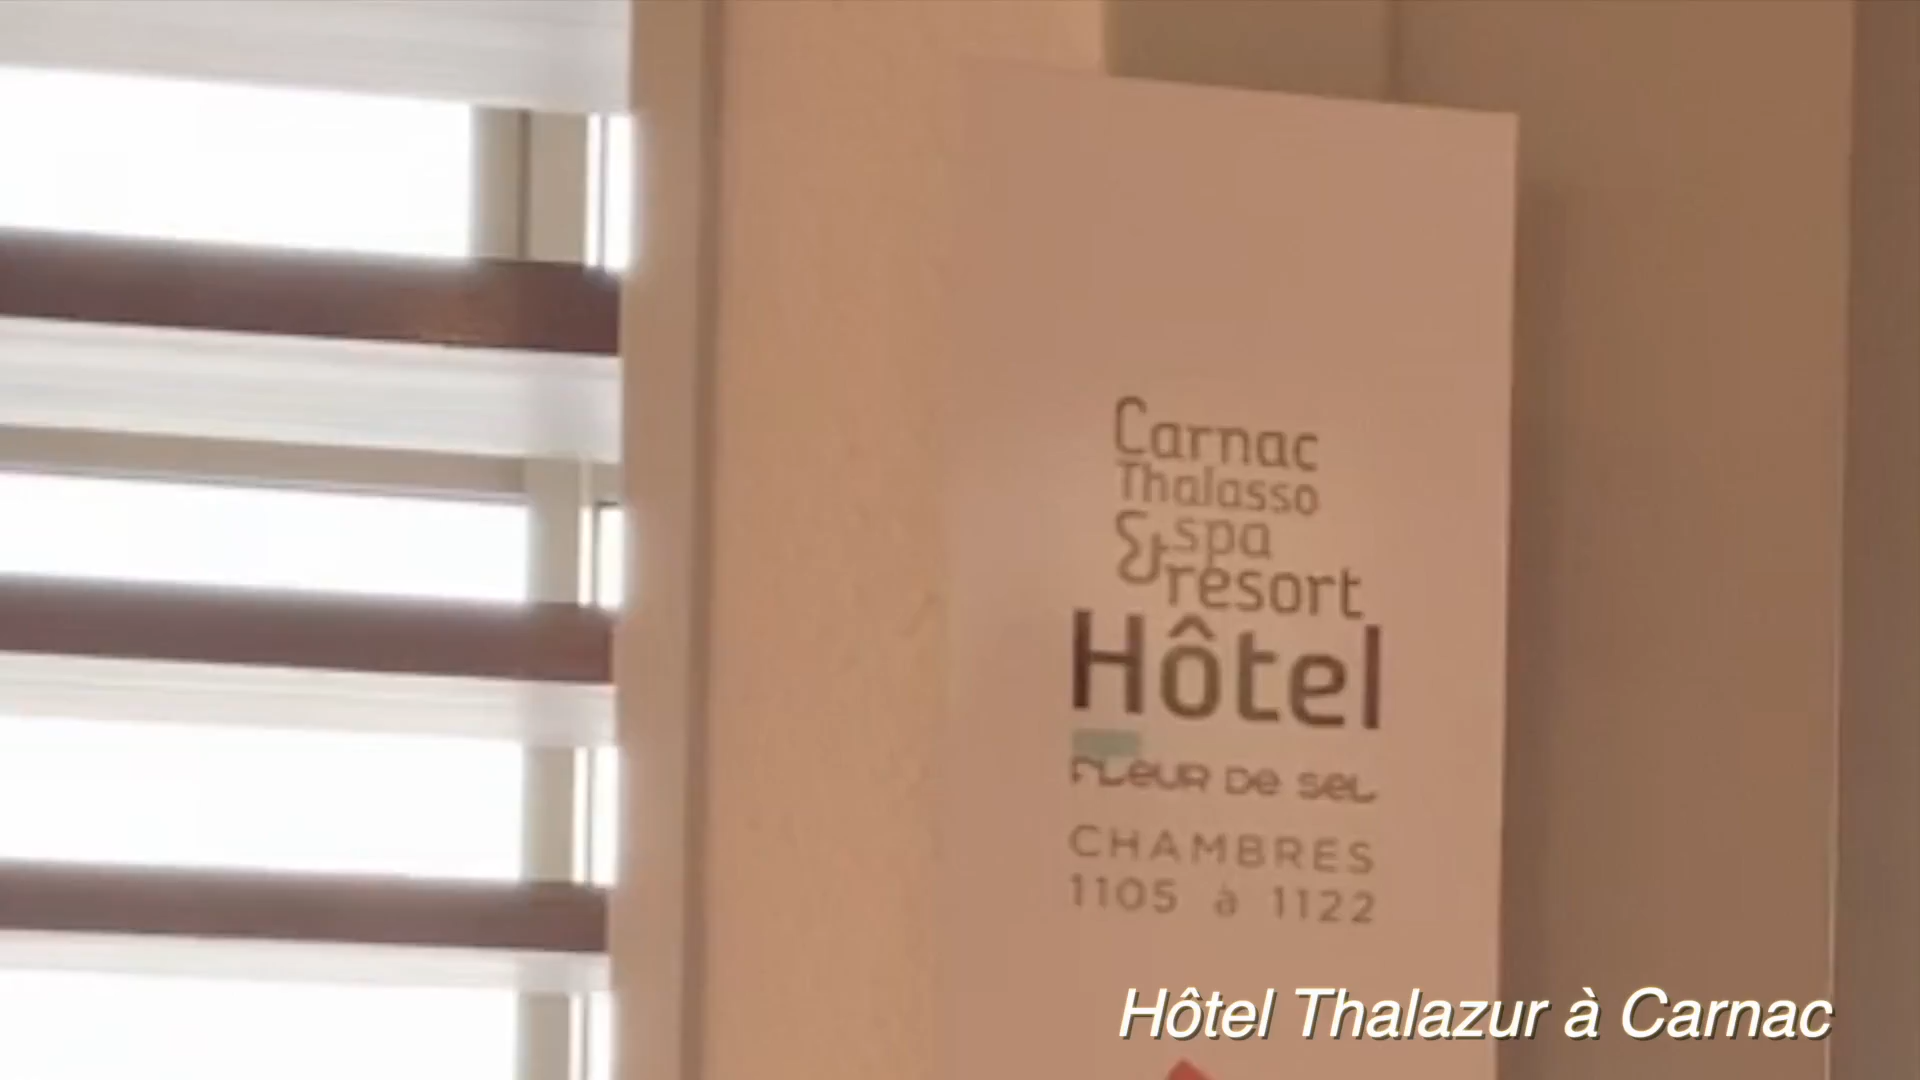 Carnac
Thalasso
& spa
resort
Hôtel
FLeUR De SeL
CHAMBRES
1105 à 1122
Hôtel Thalazur à Carnac